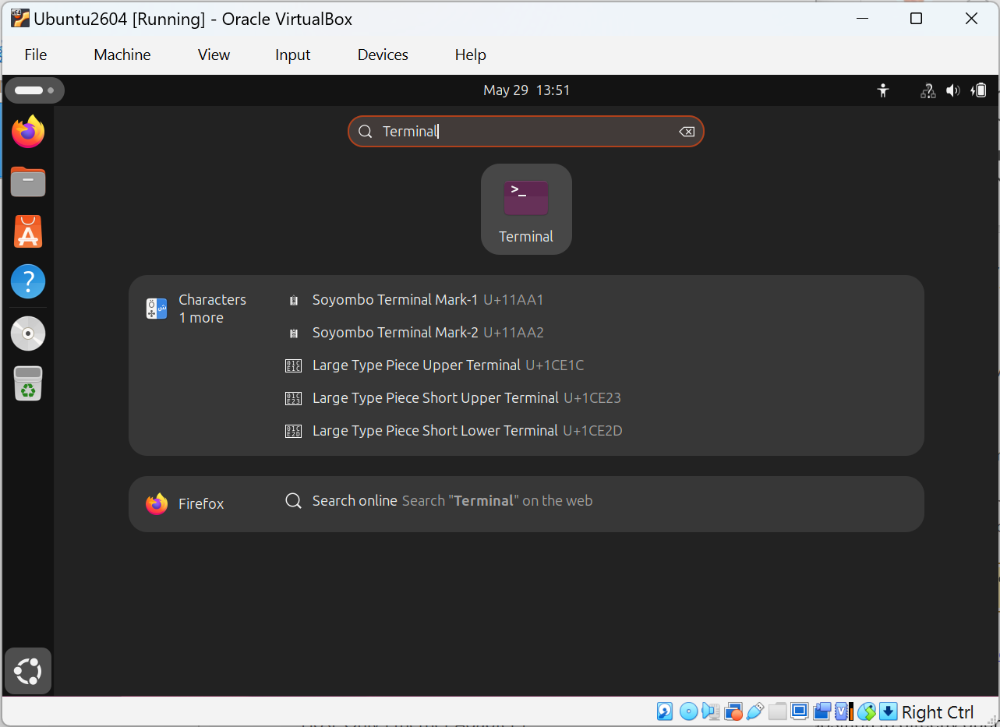 Ubuntu2604 [Running] - Oracle VirtualBox
File Machine View Input Devices Help
May 29 13:51
Terminal
>_
Terminal
Characters
1 more
Soyombo Terminal Mark-1 U+11AA1
Soyombo Terminal Mark-2 U+11AA2
Large Type Piece Upper Terminal U+1CE1C
Large Type Piece Short Upper Terminal U+1CE23
Large Type Piece Short Lower Terminal U+1CE2D
Firefox
Search online Search "Terminal" on the web
Right Ctrl